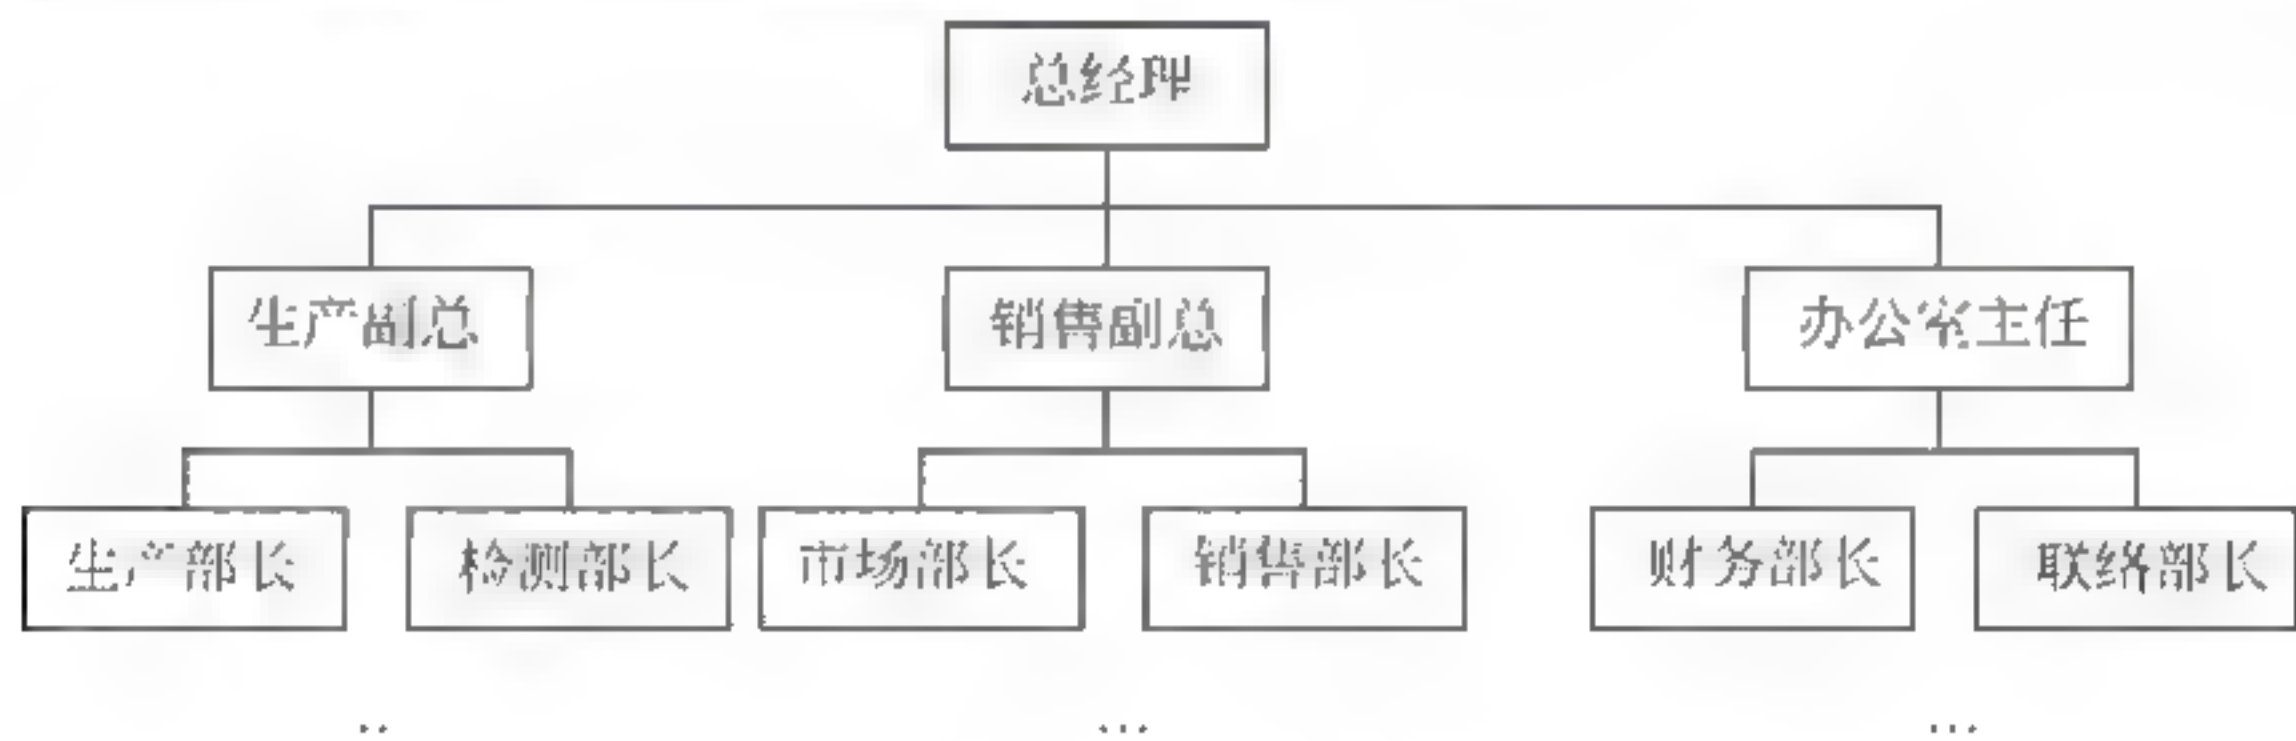 总经理
生产副总
销售副总
办公室主任
生产部长
检测部长
市场部长
销售部长
财务部长
联络部长
..
...
...